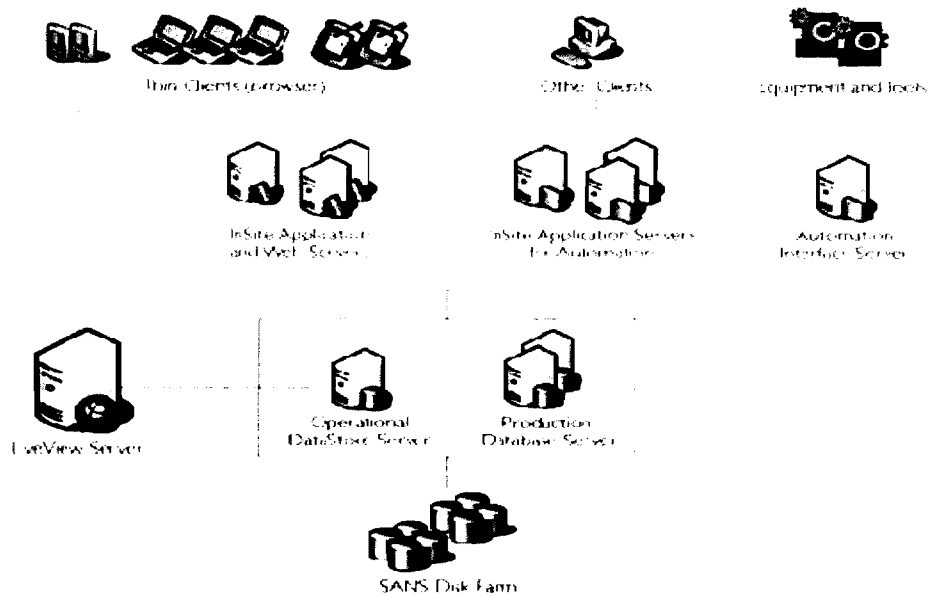 Thin Clients (browser)
Other Clients
Equipment and Tools
InSite Application
and Web Servers
InSite Application Servers
for Automation
Automation
Interface Server
LiveView Server
Operational
DataStore Server
Production
Database Server
SANS Disk Farm